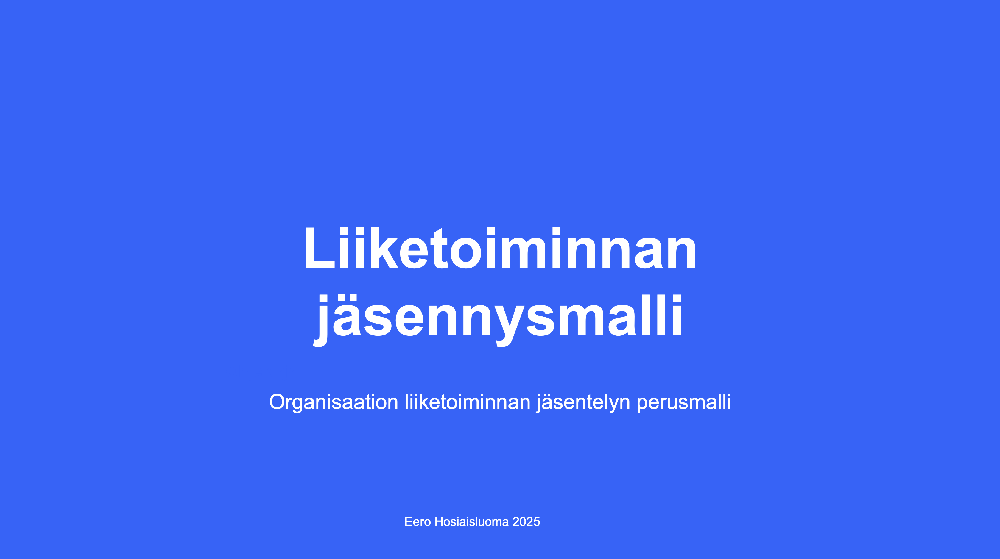 Liiketoiminnan
jäsennysmalli
Organisaation liiketoiminnan jäsentelyn perusmalli
Eero Hosiaisluoma 2025